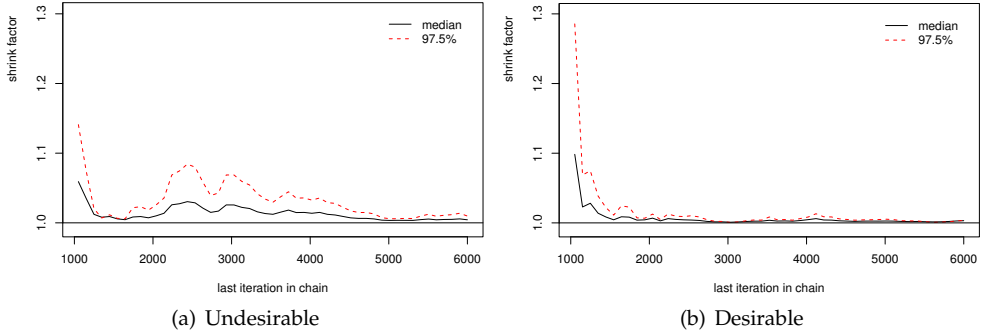 shrink factor
1.3
1.2
1.1
1.0
median
97.5%
1000 2000 3000 4000 5000 6000
last iteration in chain
(a) Undesirable
shrink factor
1.3
1.2
1.1
1.0
median
97.5%
1000 2000 3000 4000 5000 6000
last iteration in chain
(b) Desirable